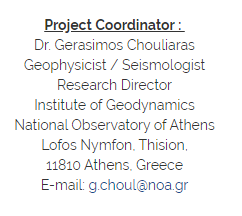 Project Coordinator :
Dr. Gerasimos Chouliaras
Geophysicist / Seismologist
Research Director
Institute of Geodynamics
National Observatory of Athens
Lofos Nymfon, Thision,
11810 Athens, Greece
E-mail: g.choul@noa.gr